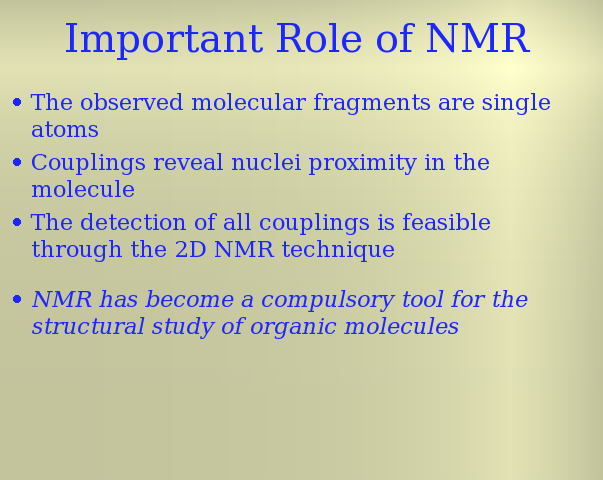 Important Role of NMR
• The observed molecular fragments are single
atoms
• Couplings reveal nuclei proximity in the
molecule
• The detection of all couplings is feasible
through the 2D NMR technique
• NMR has become a compulsory tool for the
structural study of organic molecules